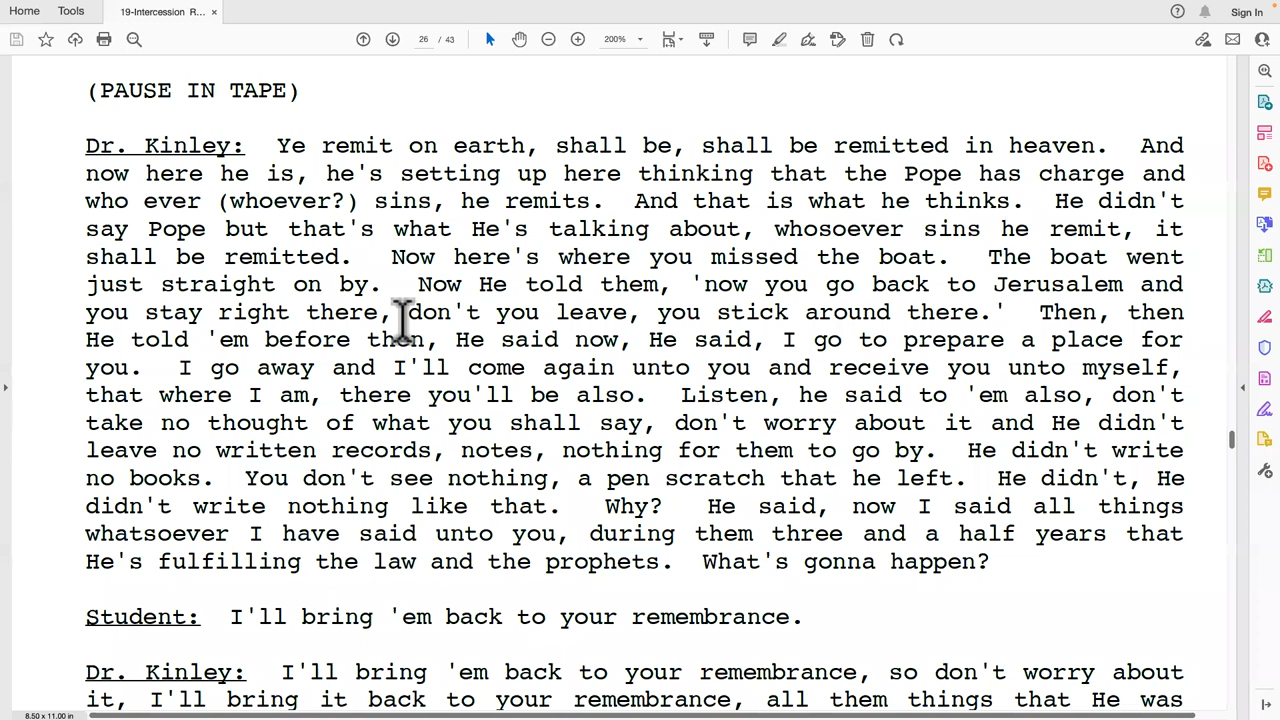 Home Tools 19-Intercession R... × Sign In
26 / 43 200%
(PAUSE IN TAPE)
Dr. Kinley: Ye remit on earth, shall be, shall be remitted in heaven. And
now here he is, he's setting up here thinking that the Pope has charge and
who ever (whoever?) sins, he remits. And that is what he thinks. He didn't
say Pope but that's what He's talking about, whosoever sins he remit, it
shall be remitted. Now here's where you missed the boat. The boat went
just straight on by. Now He told them, 'now you go back to Jerusalem and
you stay right there, don't you leave, you stick around there.' Then, then
He told 'em before then, He said now, He said, I go to prepare a place for
you. I go away and I'll come again unto you and receive you unto myself,
that where I am, there you'll be also. Listen, he said to 'em also, don't
take no thought of what you shall say, don't worry about it and He didn't
leave no written records, notes, nothing for them to go by. He didn't write
no books. You don't see nothing, a pen scratch that he left. He didn't, He
didn't write nothing like that. Why? He said, now I said all things
whatsoever I have said unto you, during them three and a half years that
He's fulfilling the law and the prophets. What's gonna happen?
Student: I'll bring 'em back to your remembrance.
Dr. Kinley: I'll bring 'em back to your remembrance, so don't worry about
it, I'll bring it back to your remembrance, all them things that He was
8.50 x 11.00 in